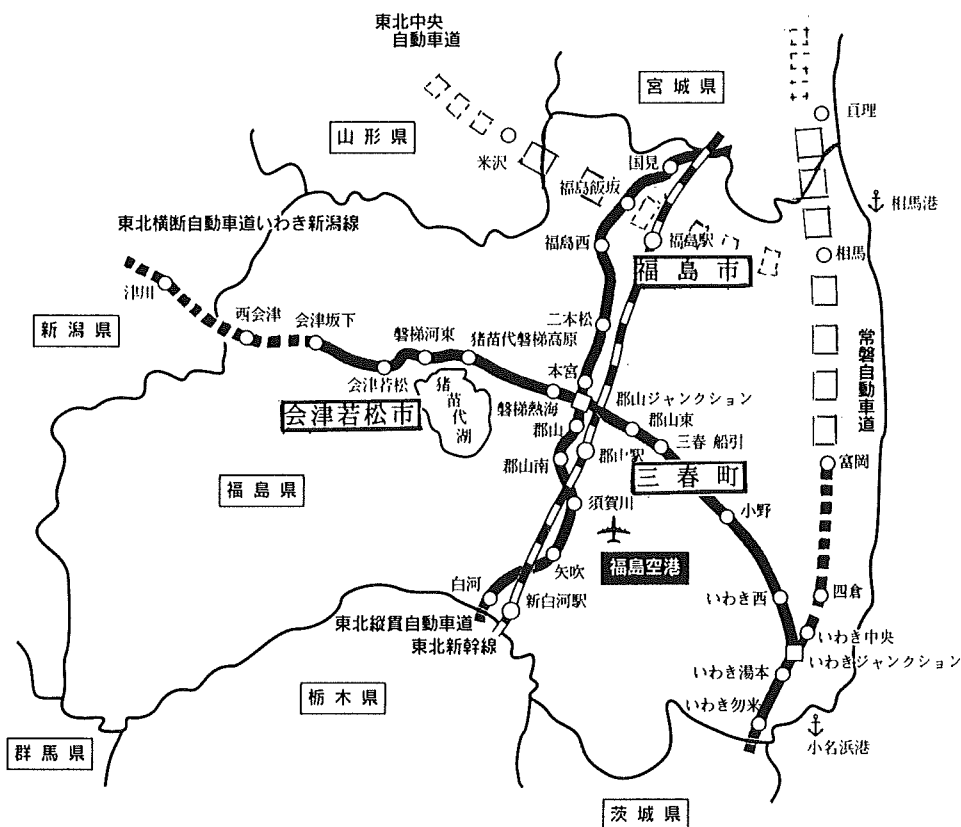 東北中央
自動車道
宮城県
亘理
山形県
米沢
国見
福島飯坂
相馬港
東北横断自動車道いわき新潟線
福島西
福島駅
相馬
福島市
津川
新潟県
西会津
会津坂下
磐梯河東
猪苗代磐梯高原
二本松
常磐自動車道
会津若松
猪苗代湖
本宮
磐梯熱海
郡山ジャンクション
会津若松市
郡山
郡山東
三春 船引
郡山南
郡山駅
三春町
富岡
福島県
須賀川
小野
矢吹
福島空港
白河
新白河駅
いわき西
四倉
東北縦貫自動車道
東北新幹線
いわき中央
いわきジャンクション
いわき湯本
栃木県
いわき勿来
群馬県
小名浜港
茨城県